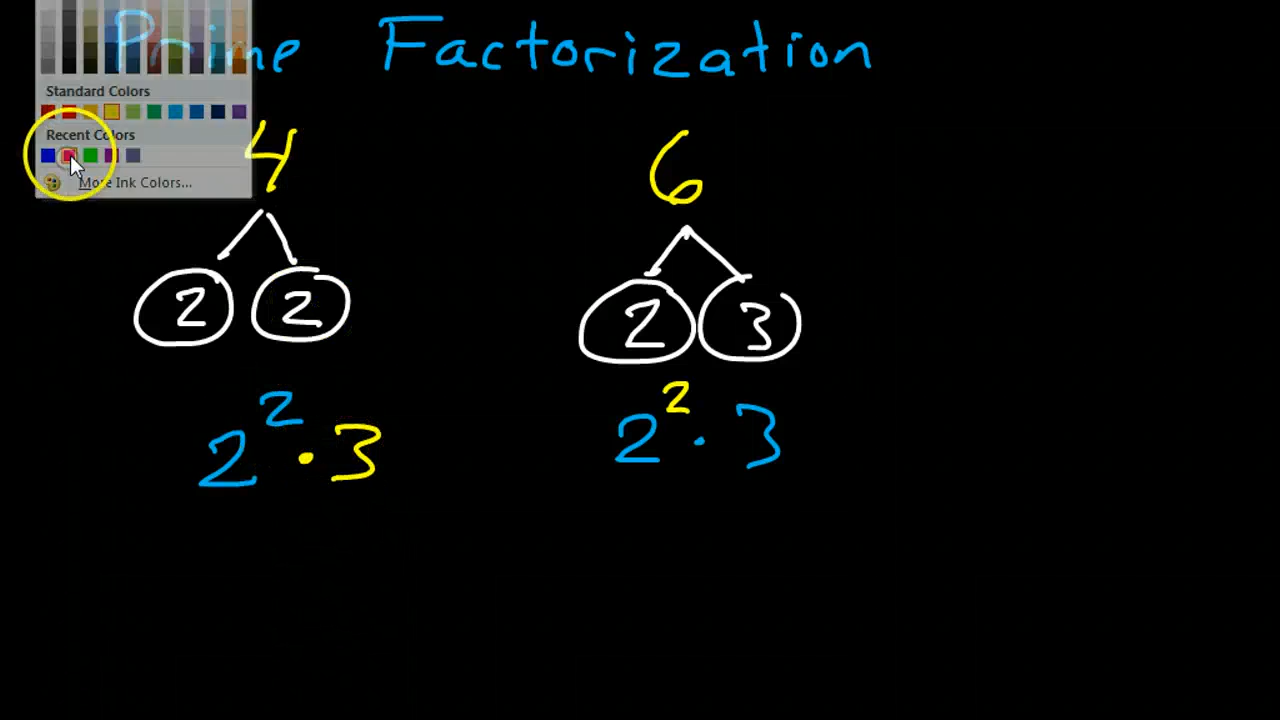 Prime Factorization
Standard Colors
Recent Colors
More Ink Colors...
4 6
2 2 2 3
2² · 3 2² · 3